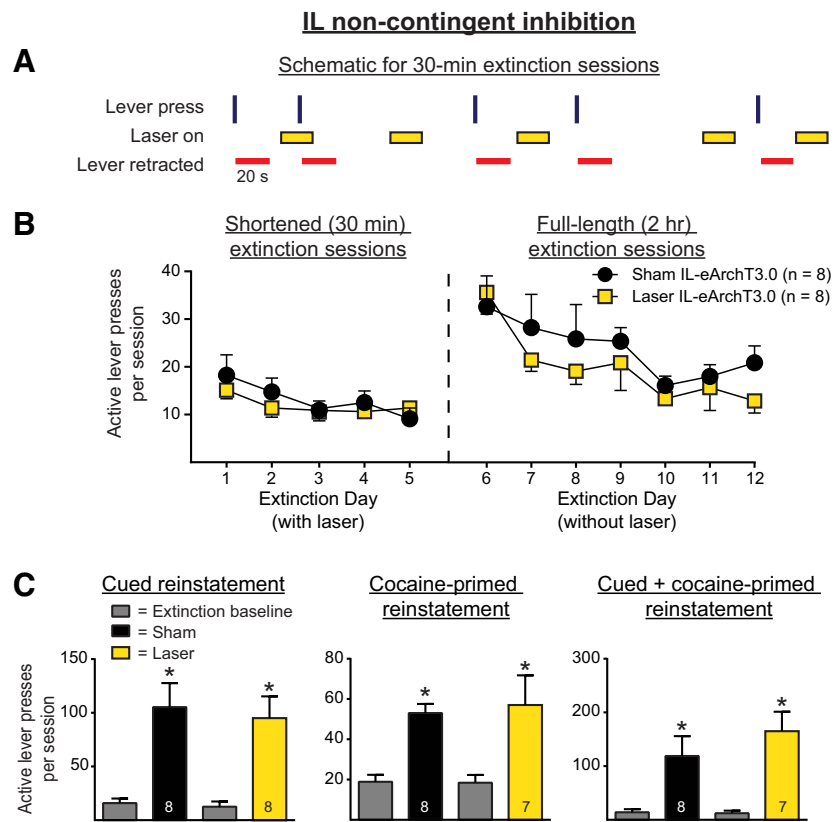 IL non-contingent inhibition
A
Schematic for 30-min extinction sessions
Lever press
Laser on
Lever retracted
20 s
B
Shortened (30 min)
extinction sessions
Full-length (2 hr)
extinction sessions
Sham IL-eArchT3.0 (n = 8)
Laser IL-eArchT3.0 (n = 8)
Active lever presses
per session
40
30
20
10
1 2 3 4 5
6 7 8 9 10 11 12
Extinction Day
(with laser)
Extinction Day
(without laser)
C
Cued reinstatement
= Extinction baseline
= Sham
= Laser
Active lever presses
per session
150
100
50
*
*
8
8
Cocaine-primed
reinstatement
80
60
40
20
*
*
8
7
Cued + cocaine-primed
reinstatement
300
200
100
*
*
8
7